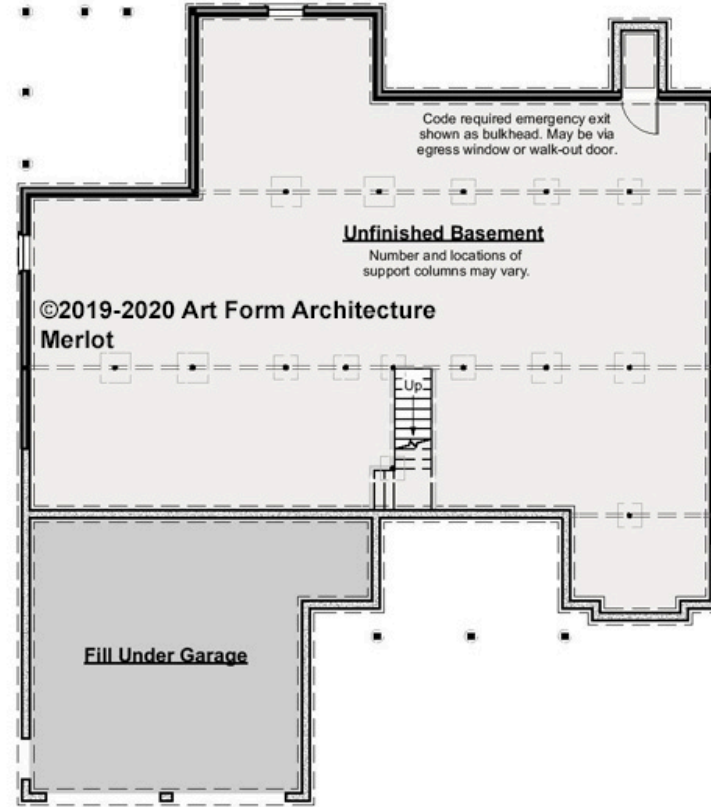 Code required emergency exit
shown as bulkhead. May be via
egress window or walk-out door.
Unfinished Basement
Number and locations of
support columns may vary.
©2019-2020 Art Form Architecture
Merlot
Up
Fill Under Garage